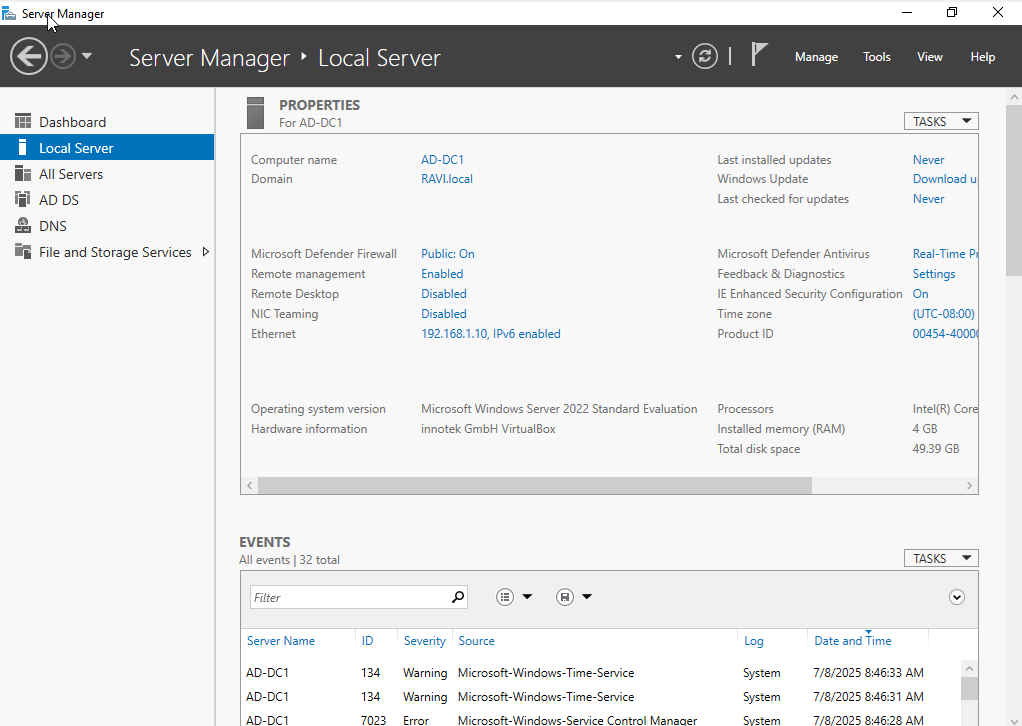 Server Manager
Server Manager ‣ Local Server
Manage Tools View Help
Dashboard
Local Server
All Servers
AD DS
DNS
File and Storage Services
PROPERTIES
For AD-DC1
TASKS
Computer name AD-DC1
Domain RAVI.local
Last installed updates Never
Windows Update Download u
Last checked for updates Never
Microsoft Defender Firewall Public: On
Remote management Enabled
Remote Desktop Disabled
NIC Teaming Disabled
Ethernet 192.168.1.10, IPv6 enabled
Microsoft Defender Antivirus Real-Time P
Feedback & Diagnostics Settings
IE Enhanced Security Configuration On
Time zone (UTC-08:00)
Product ID 00454-4000
Operating system version Microsoft Windows Server 2022 Standard Evaluation
Hardware information innotek GmbH VirtualBox
Processors Intel(R) Core
Installed memory (RAM) 4 GB
Total disk space 49.39 GB
EVENTS
All events | 32 total
TASKS
Filter
Server Name ID Severity Source Log Date and Time
AD-DC1 134 Warning Microsoft-Windows-Time-Service System 7/8/2025 8:46:33 AM
AD-DC1 134 Warning Microsoft-Windows-Time-Service System 7/8/2025 8:46:31 AM
AD-DC1 7023 Error Microsoft-Windows-Service Control Manager System 7/8/2025 8:46:28 AM